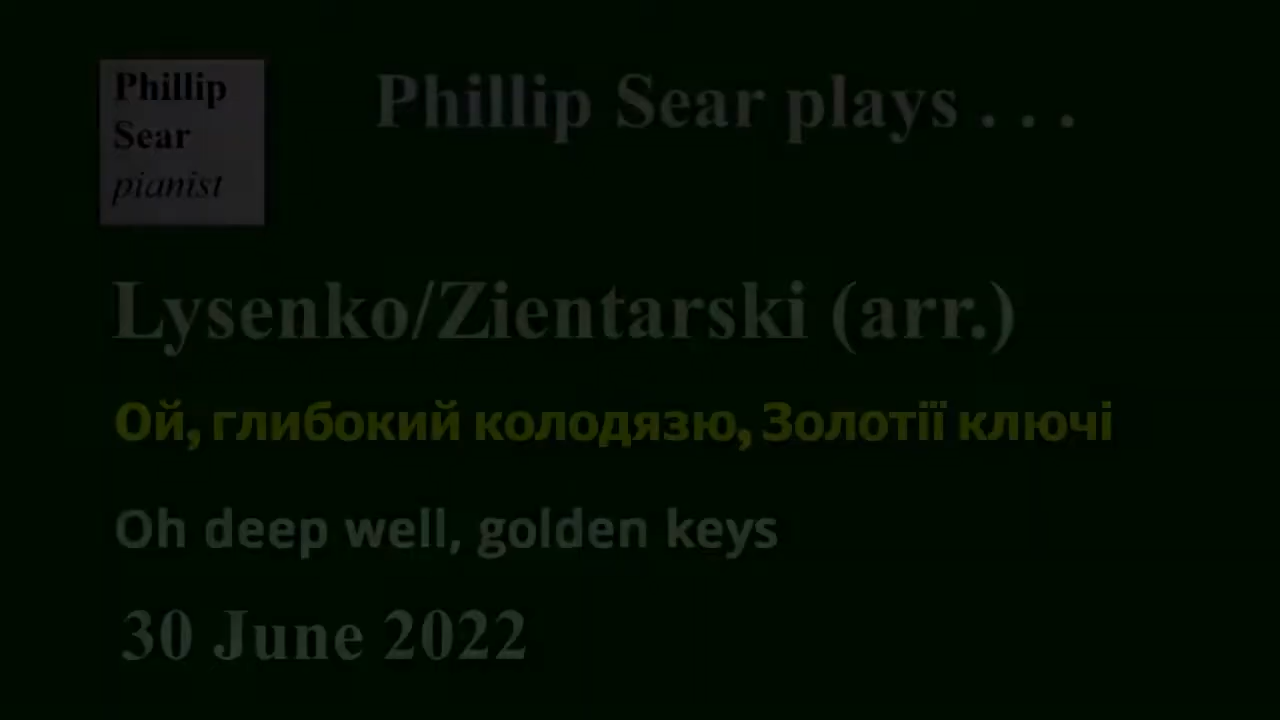 Phillip
Sear
pianist
Phillip Sear plays . . .
Lysenko/Zientarski (arr.)
Ой, глибокий колодязю, Золотії ключі
Oh deep well, golden keys
30 June 2022